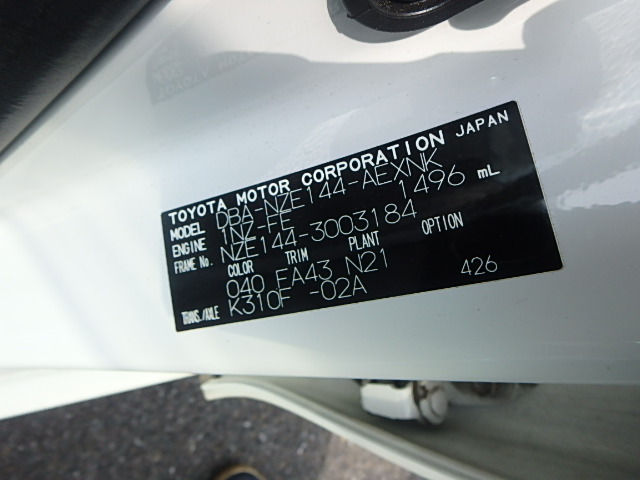 TOYOTA MOTOR CORPORATION JAPAN
MODEL DBA-NZE144-AEXNK
ENGINE 1NZ-FE 1496 mL
FRAME No. NZE144-3003184
COLOR TRIM PLANT OPTION
040 FA43 N21 426
TRANS./AXLE K310F -02A